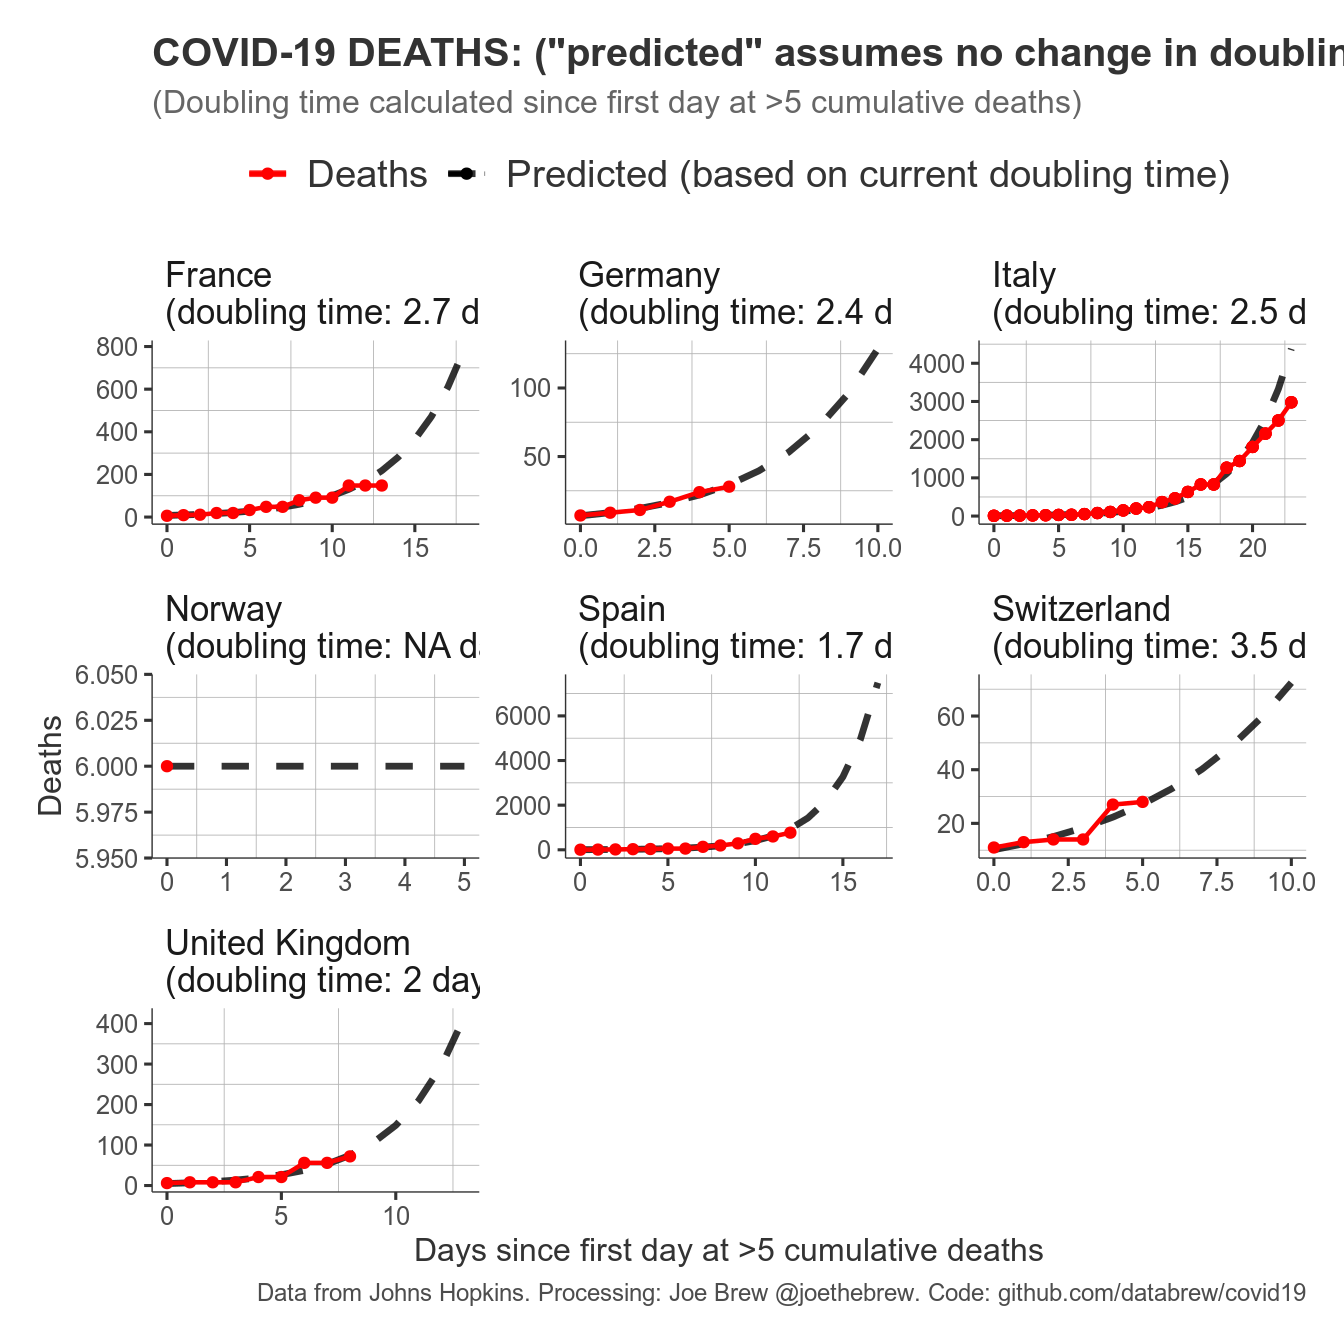 COVID-19 DEATHS: ("predicted" assumes no change in doublin
(Doubling time calculated since first day at >5 cumulative deaths)
Deaths Predicted (based on current doubling time)
France
(doubling time: 2.7 d
800
600
400
200
0
0 5 10 15
Germany
(doubling time: 2.4 d
100
50
0.0 2.5 5.0 7.5 10.0
Italy
(doubling time: 2.5 d
4000
3000
2000
1000
0
0 5 10 15 20
Norway
(doubling time: NA da
6.050
6.025
6.000
5.975
5.950
0 1 2 3 4 5
Spain
(doubling time: 1.7 d
6000
4000
2000
0
0 5 10 15
Switzerland
(doubling time: 3.5 d
60
40
20
0.0 2.5 5.0 7.5 10.0
United Kingdom
(doubling time: 2 day
400
300
200
100
0
0 5 10
Deaths
Days since first day at >5 cumulative deaths
Data from Johns Hopkins. Processing: Joe Brew @joethebrew. Code: github.com/databrew/covid19